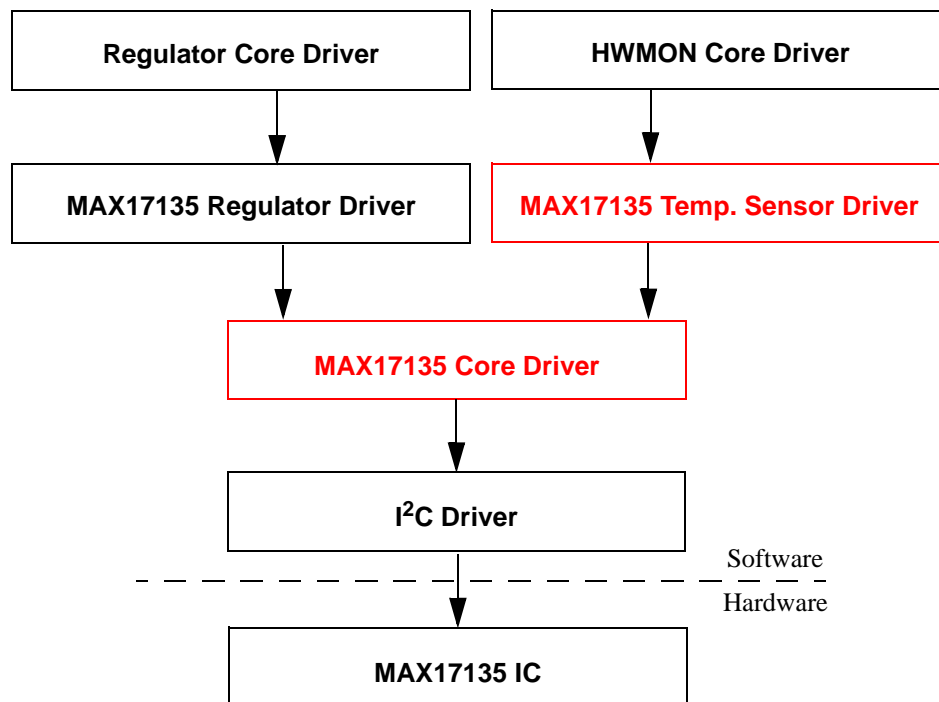 Regulator Core Driver
HWMON Core Driver
MAX17135 Regulator Driver
MAX17135 Temp. Sensor Driver
MAX17135 Core Driver
I²C Driver
Software
Hardware
MAX17135 IC